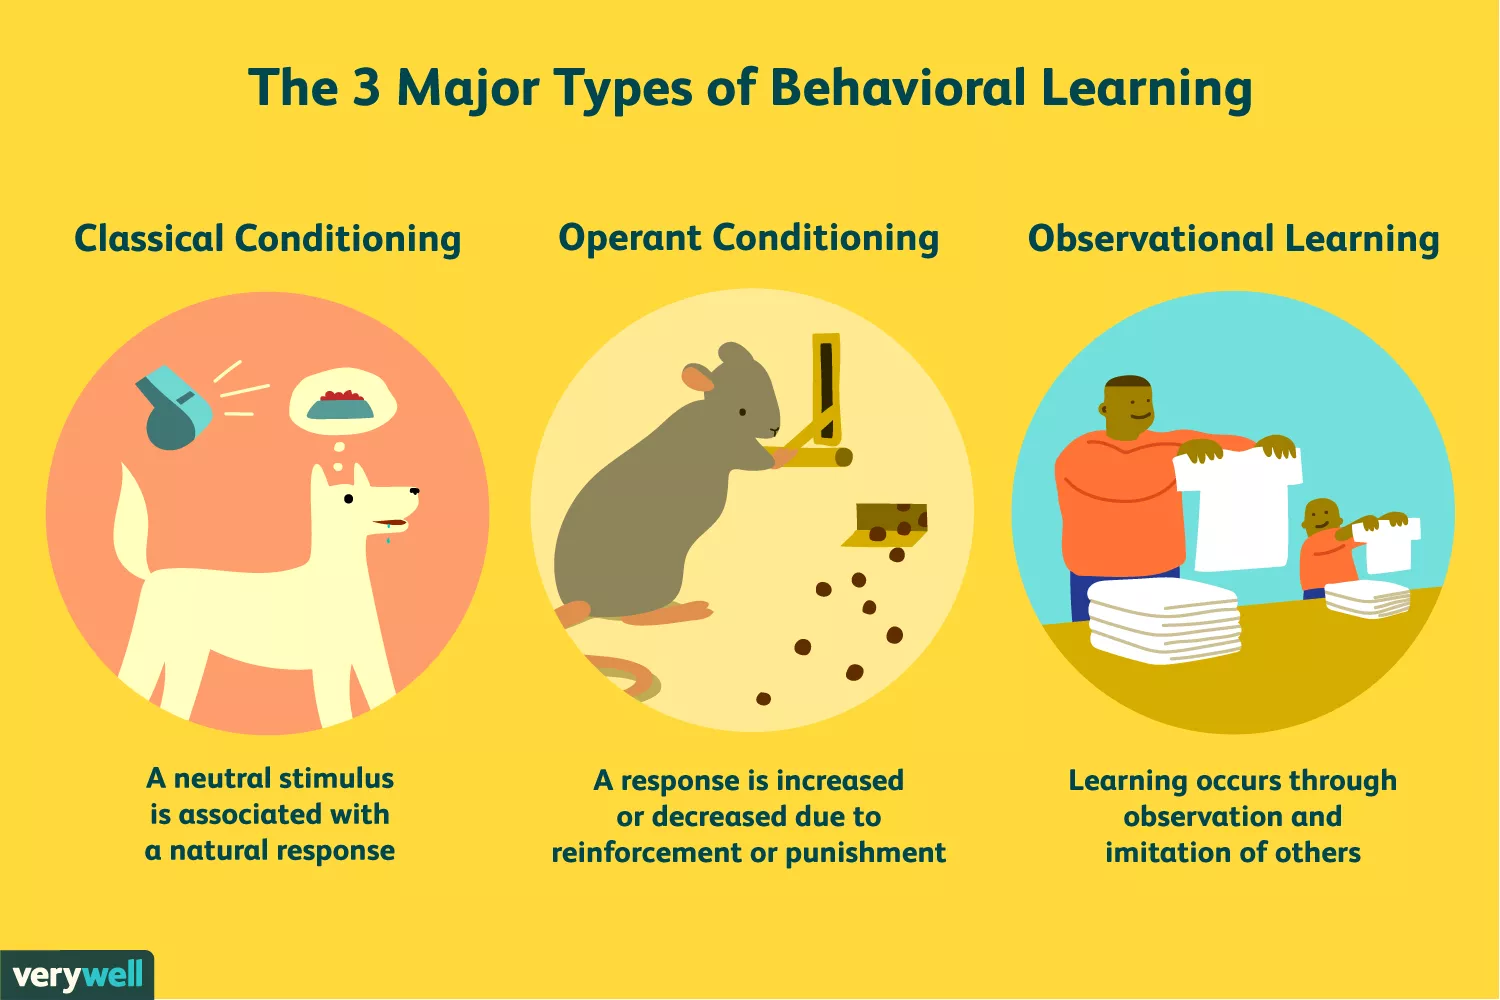 The 3 Major Types of Behavioral Learning
Classical Conditioning
A neutral stimulus
is associated with
a natural response
Operant Conditioning
A response is increased
or decreased due to
reinforcement or punishment
Observational Learning
Learning occurs through
observation and
imitation of others
verywell